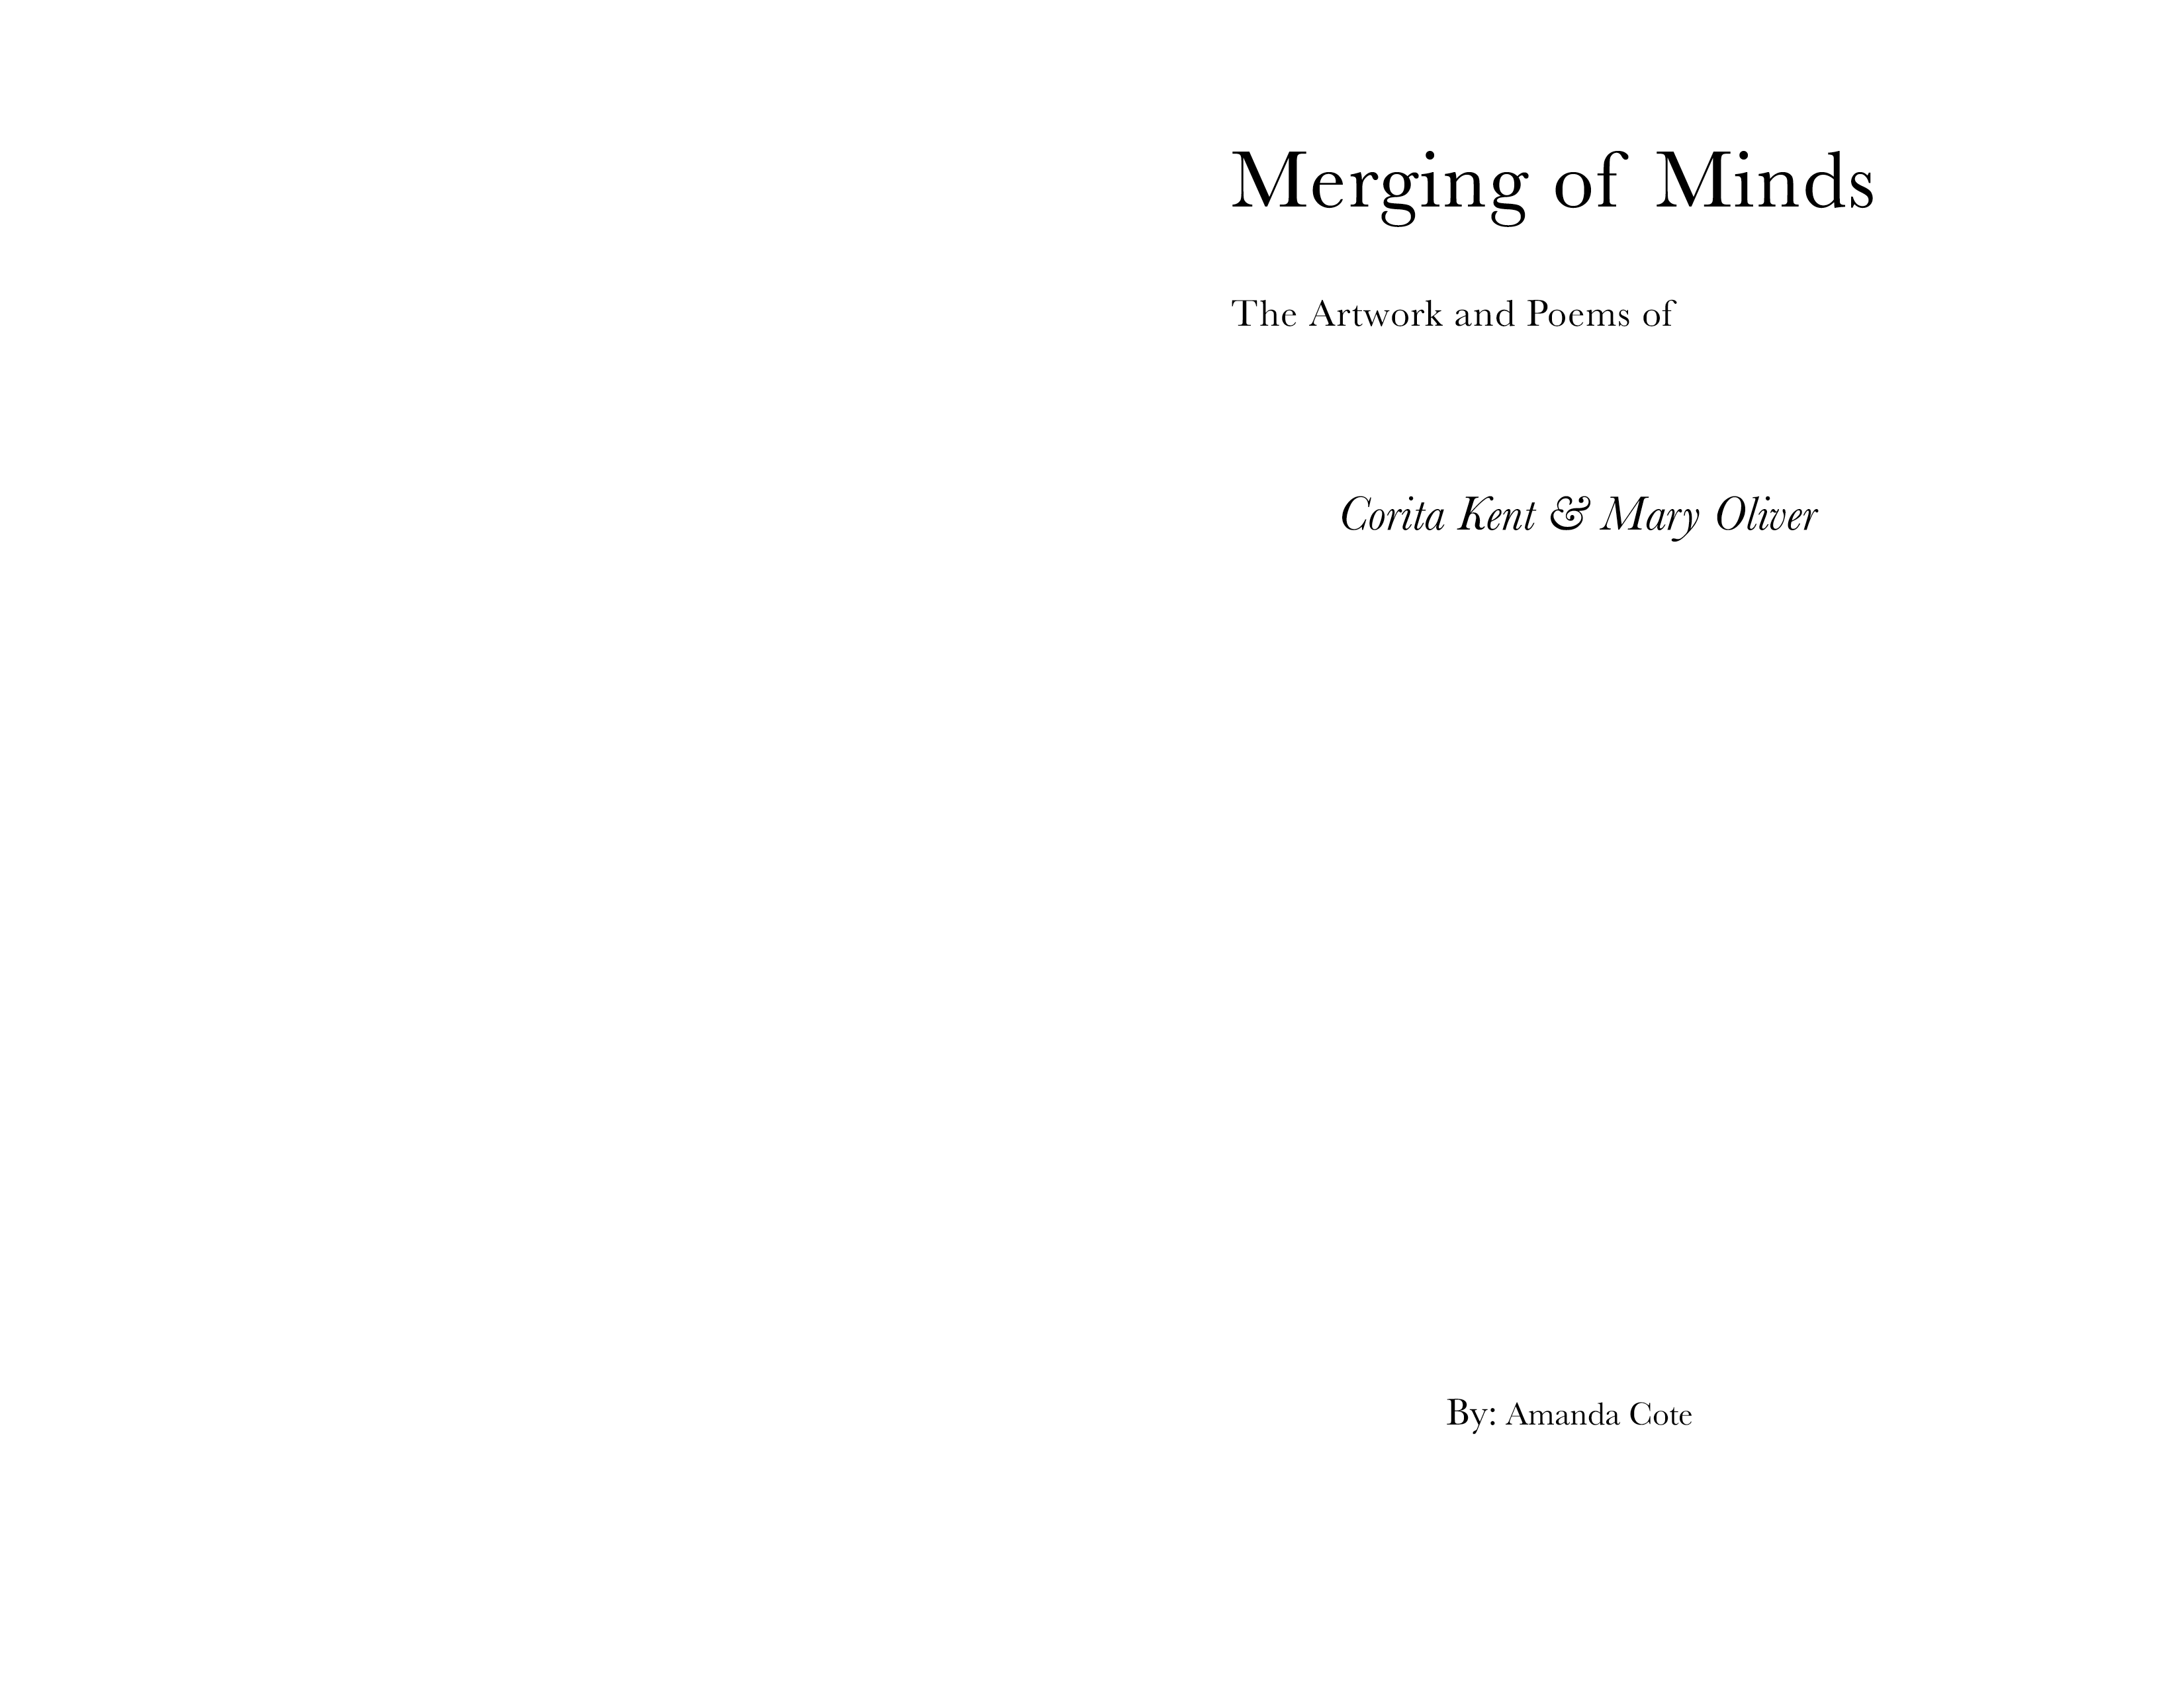 Merging of Minds
The Artwork and Poems of
Corita Kent & Mary Oliver
By: Amanda Cote